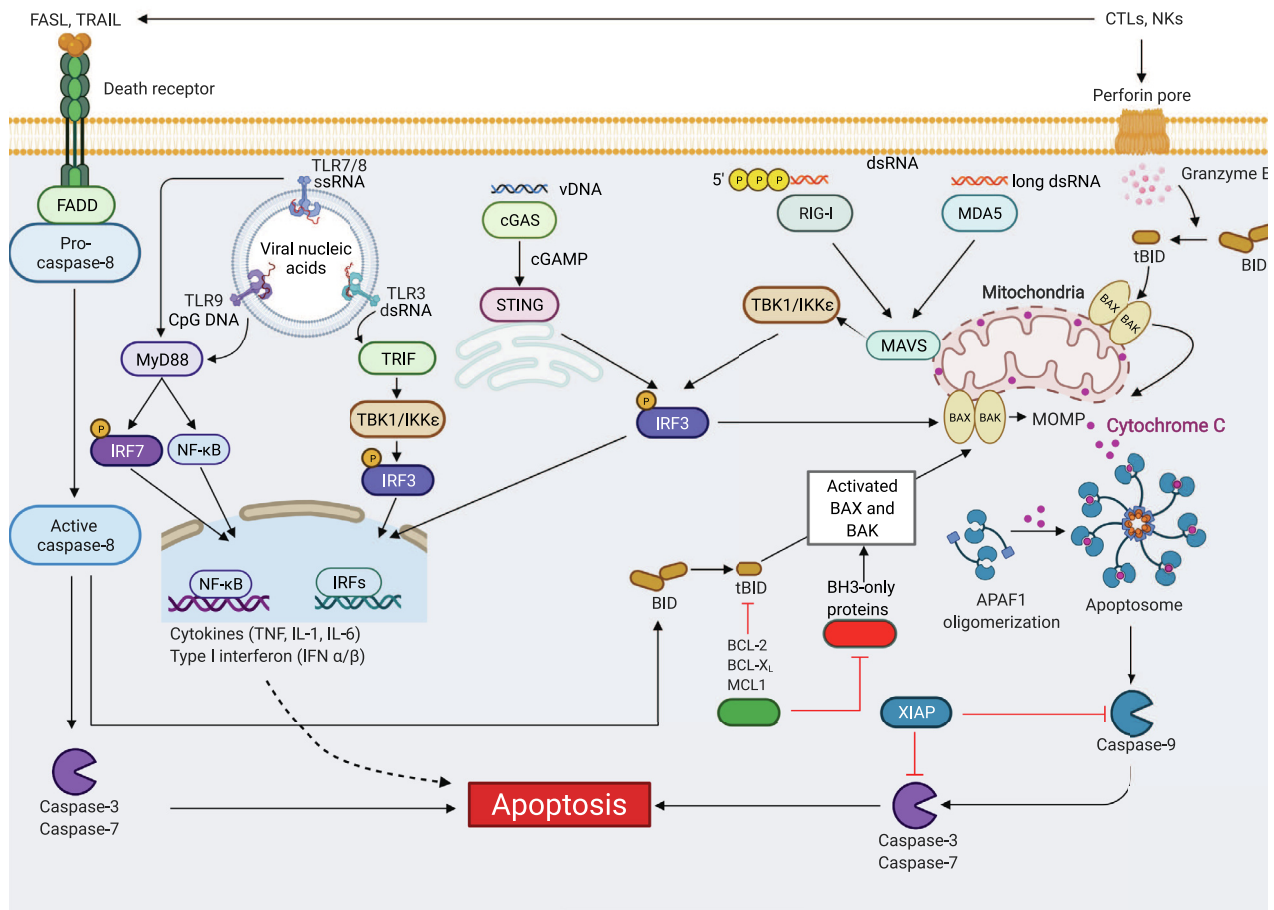 FASL, TRAIL
CTLs, NKs
Death receptor
Perforin pore
TLR7/8
ssRNA
vDNA
dsRNA
5'
P P P
long dsRNA
Granzyme B
FADD
cGAS
RIG-I
MDA5
Pro-
caspase-8
Viral nucleic
acids
cGAMP
tBID
BID
TLR9
CpG DNA
TLR3
dsRNA
STING
TBK1/IKKε
Mitochondria
BAX
BAK
MyD88
TRIF
MAVS
P
IRF7
NF-κB
TBK1/IKKε
P
IRF3
P
IRF3
BAX
BAK
MOMP
Cytochrome C
Active
caspase-8
Activated
BAX and
BAK
NF-κB
IRFs
BID
tBID
BH3-only
proteins
APAF1
oligomerization
Apoptosome
Cytokines (TNF, IL-1, IL-6)
Type I interferon (IFN α/β)
BCL-2
BCL-XL
MCL1
XIAP
Caspase-9
Caspase-3
Caspase-7
Apoptosis
Caspase-3
Caspase-7